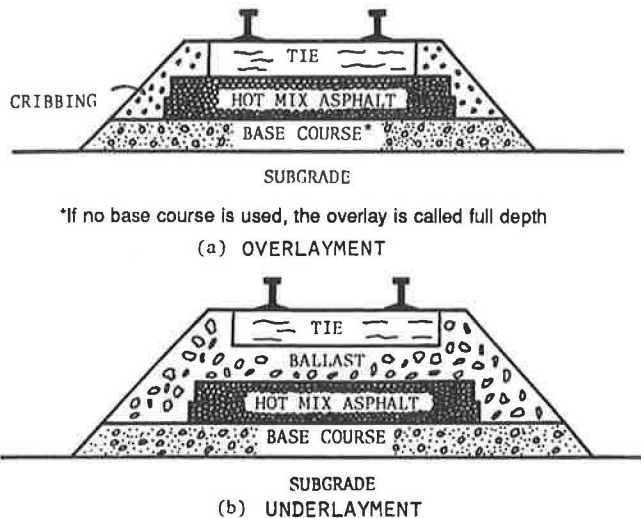 TIE
CRIBBING
HOT MIX ASPHALT
BASE COURSE*
SUBGRADE
*If no base course is used, the overlay is called full depth
(a) OVERLAYMENT
TIE
BALLAST
HOT MIX ASPHALT
BASE COURSE
SUBGRADE
(b) UNDERLAYMENT